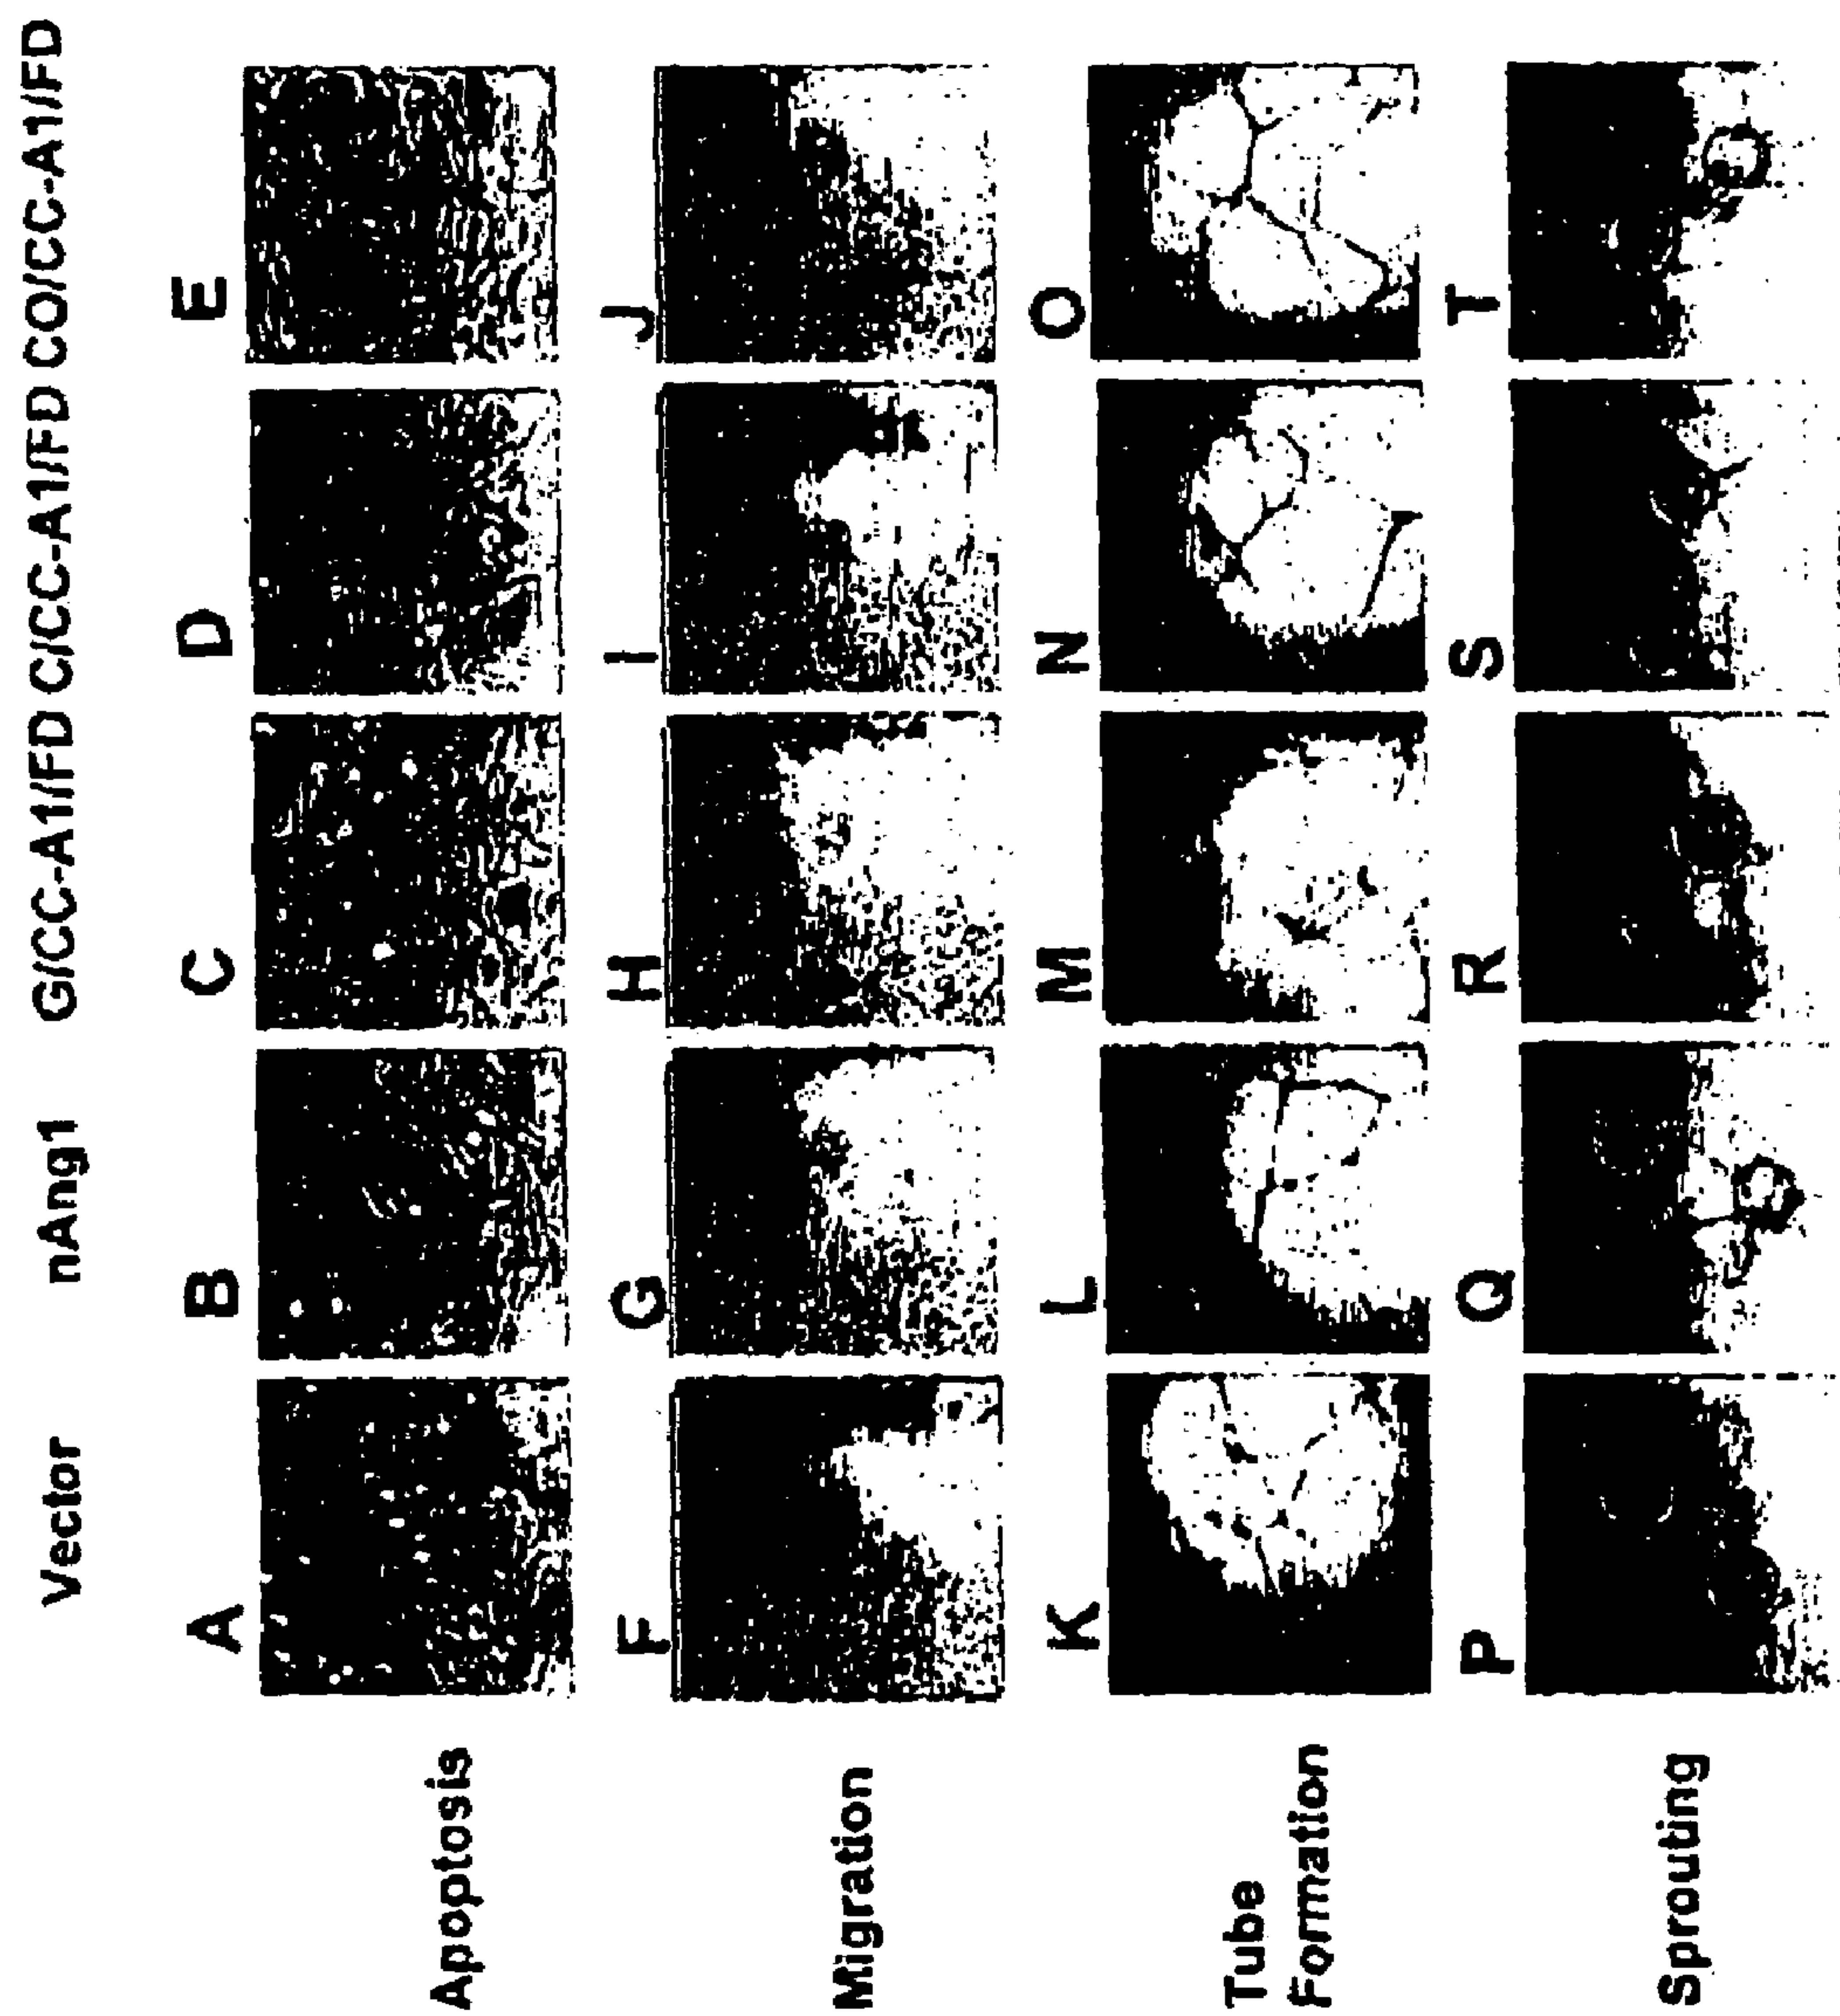 Vector nAng1 G/CC-A1/FD C/CC-A1/FD CO/CC-A1/FD
A B C D E
Apoptosis
F G H I J
Migration
K L M N O
Tube
Formation
P Q R S T
Sprouting